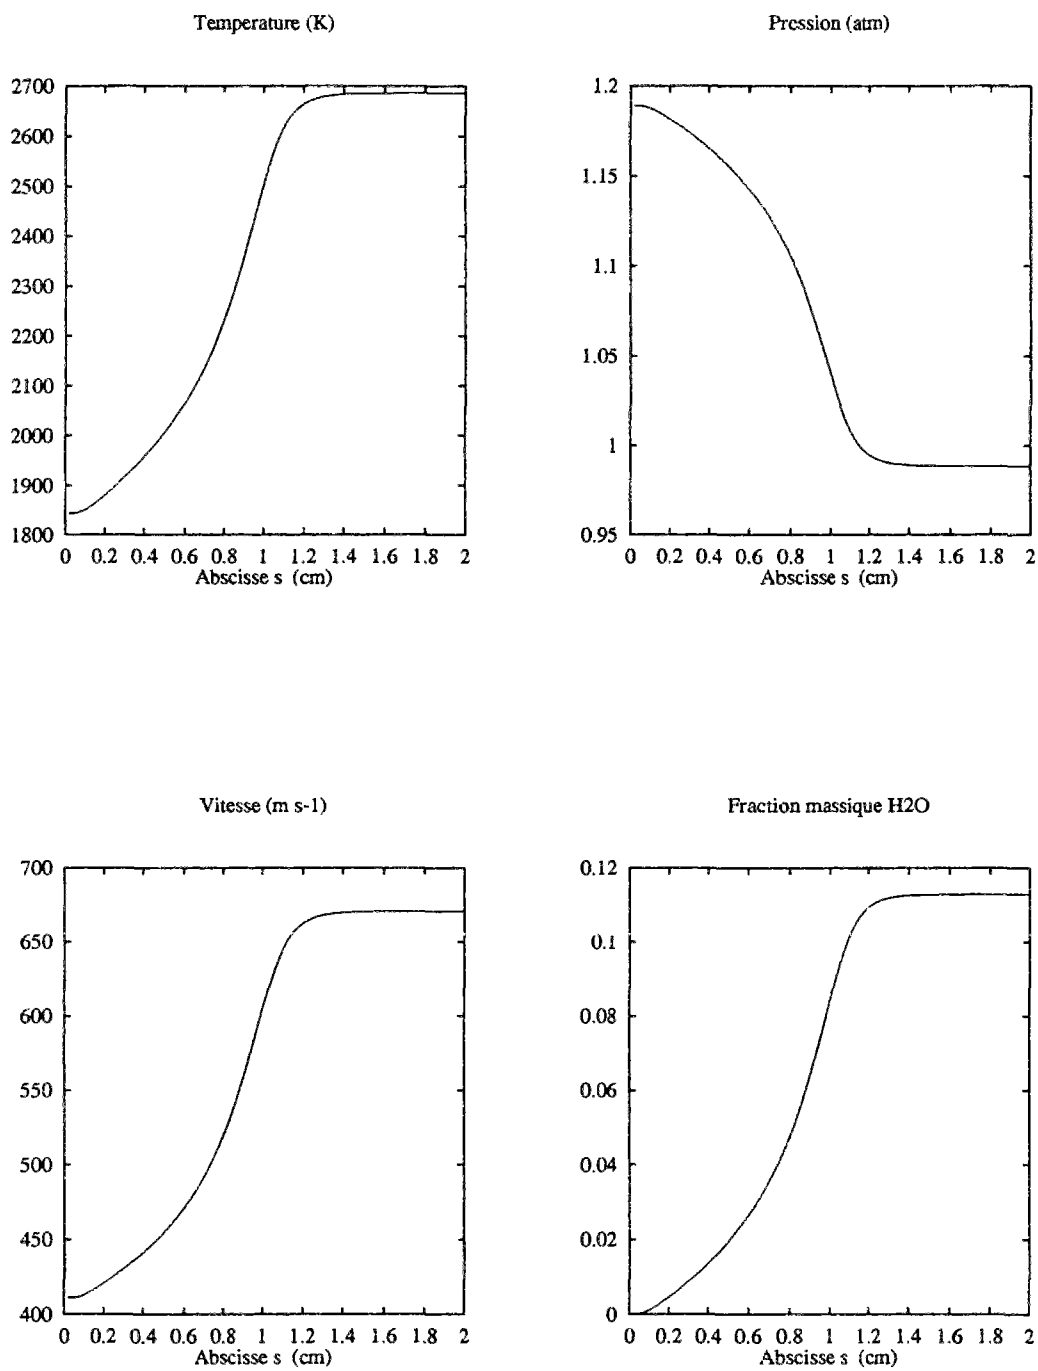 Temperature (K)
2700
2600
2500
2400
2300
2200
2100
2000
1900
1800
0 0.2 0.4 0.6 0.8 1 1.2 1.4 1.6 1.8 2
Abscisse s (cm)
Pression (atm)
1.2
1.15
1.1
1.05
1
0.95
0 0.2 0.4 0.6 0.8 1 1.2 1.4 1.6 1.8 2
Abscisse s (cm)
Vitesse (m s-1)
700
650
600
550
500
450
400
0 0.2 0.4 0.6 0.8 1 1.2 1.4 1.6 1.8 2
Abscisse s (cm)
Fraction massique H2O
0.12
0.1
0.08
0.06
0.04
0.02
0
0 0.2 0.4 0.6 0.8 1 1.2 1.4 1.6 1.8 2
Abscisse s (cm)